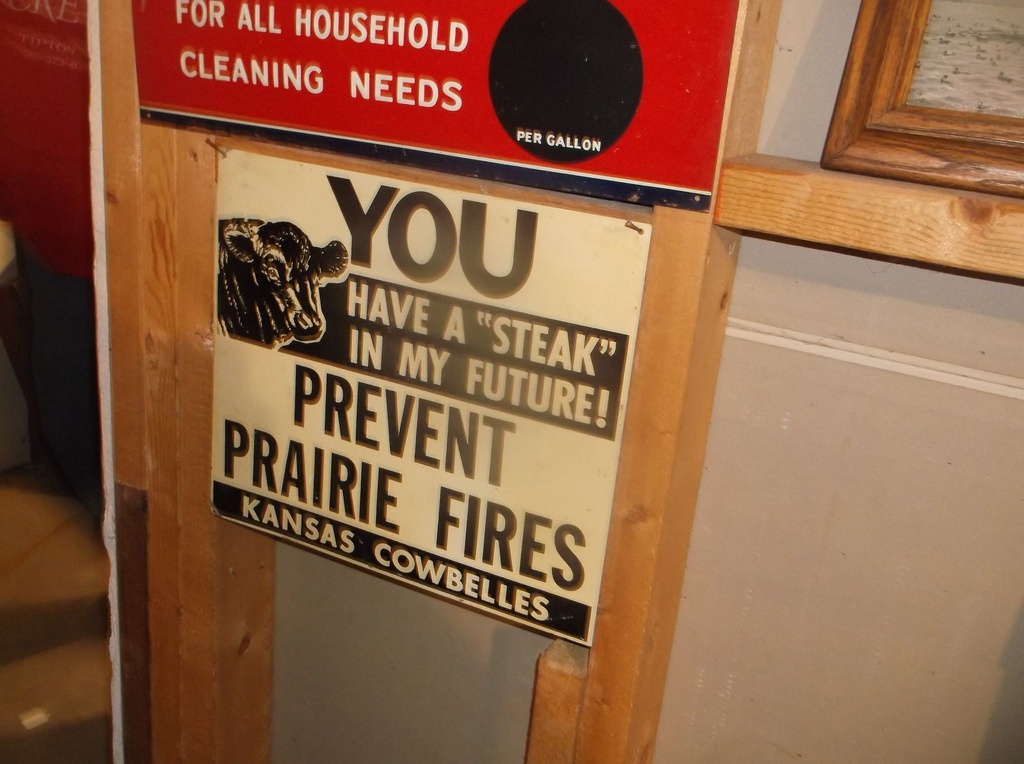 FOR ALL HOUSEHOLD
CLEANING NEEDS
PER GALLON
YOU
HAVE A "STEAK"
IN MY FUTURE!
PREVENT
PRAIRIE FIRES
KANSAS COWBELLES